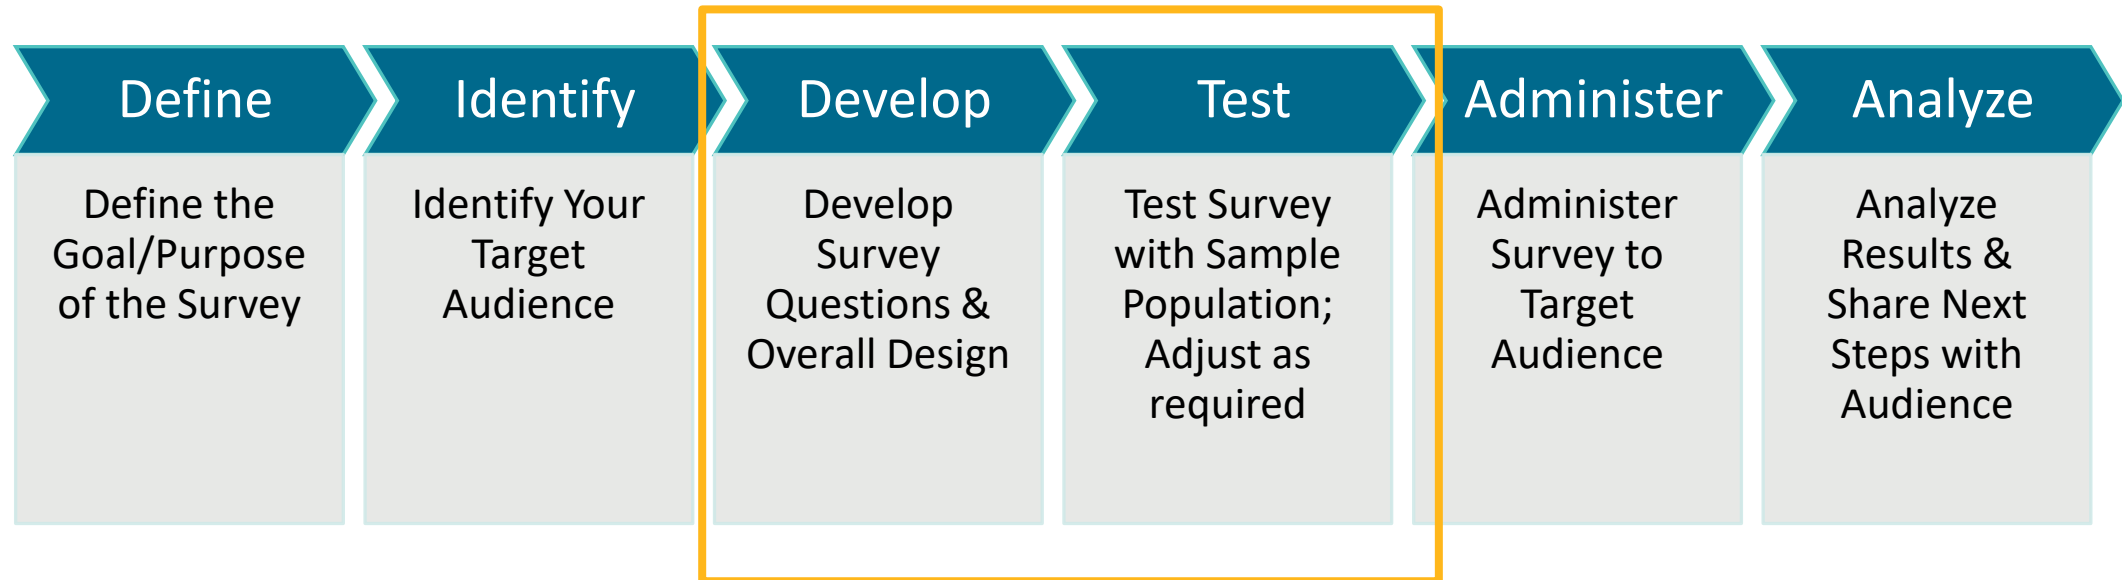 Define
Identify
Develop
Test
Administer
Analyze
Define the
Goal/Purpose
of the Survey
Identify Your
Target
Audience
Develop
Survey
Questions &
Overall Design
Test Survey
with Sample
Population;
Adjust as
required
Administer
Survey to
Target
Audience
Analyze
Results &
Share Next
Steps with
Audience